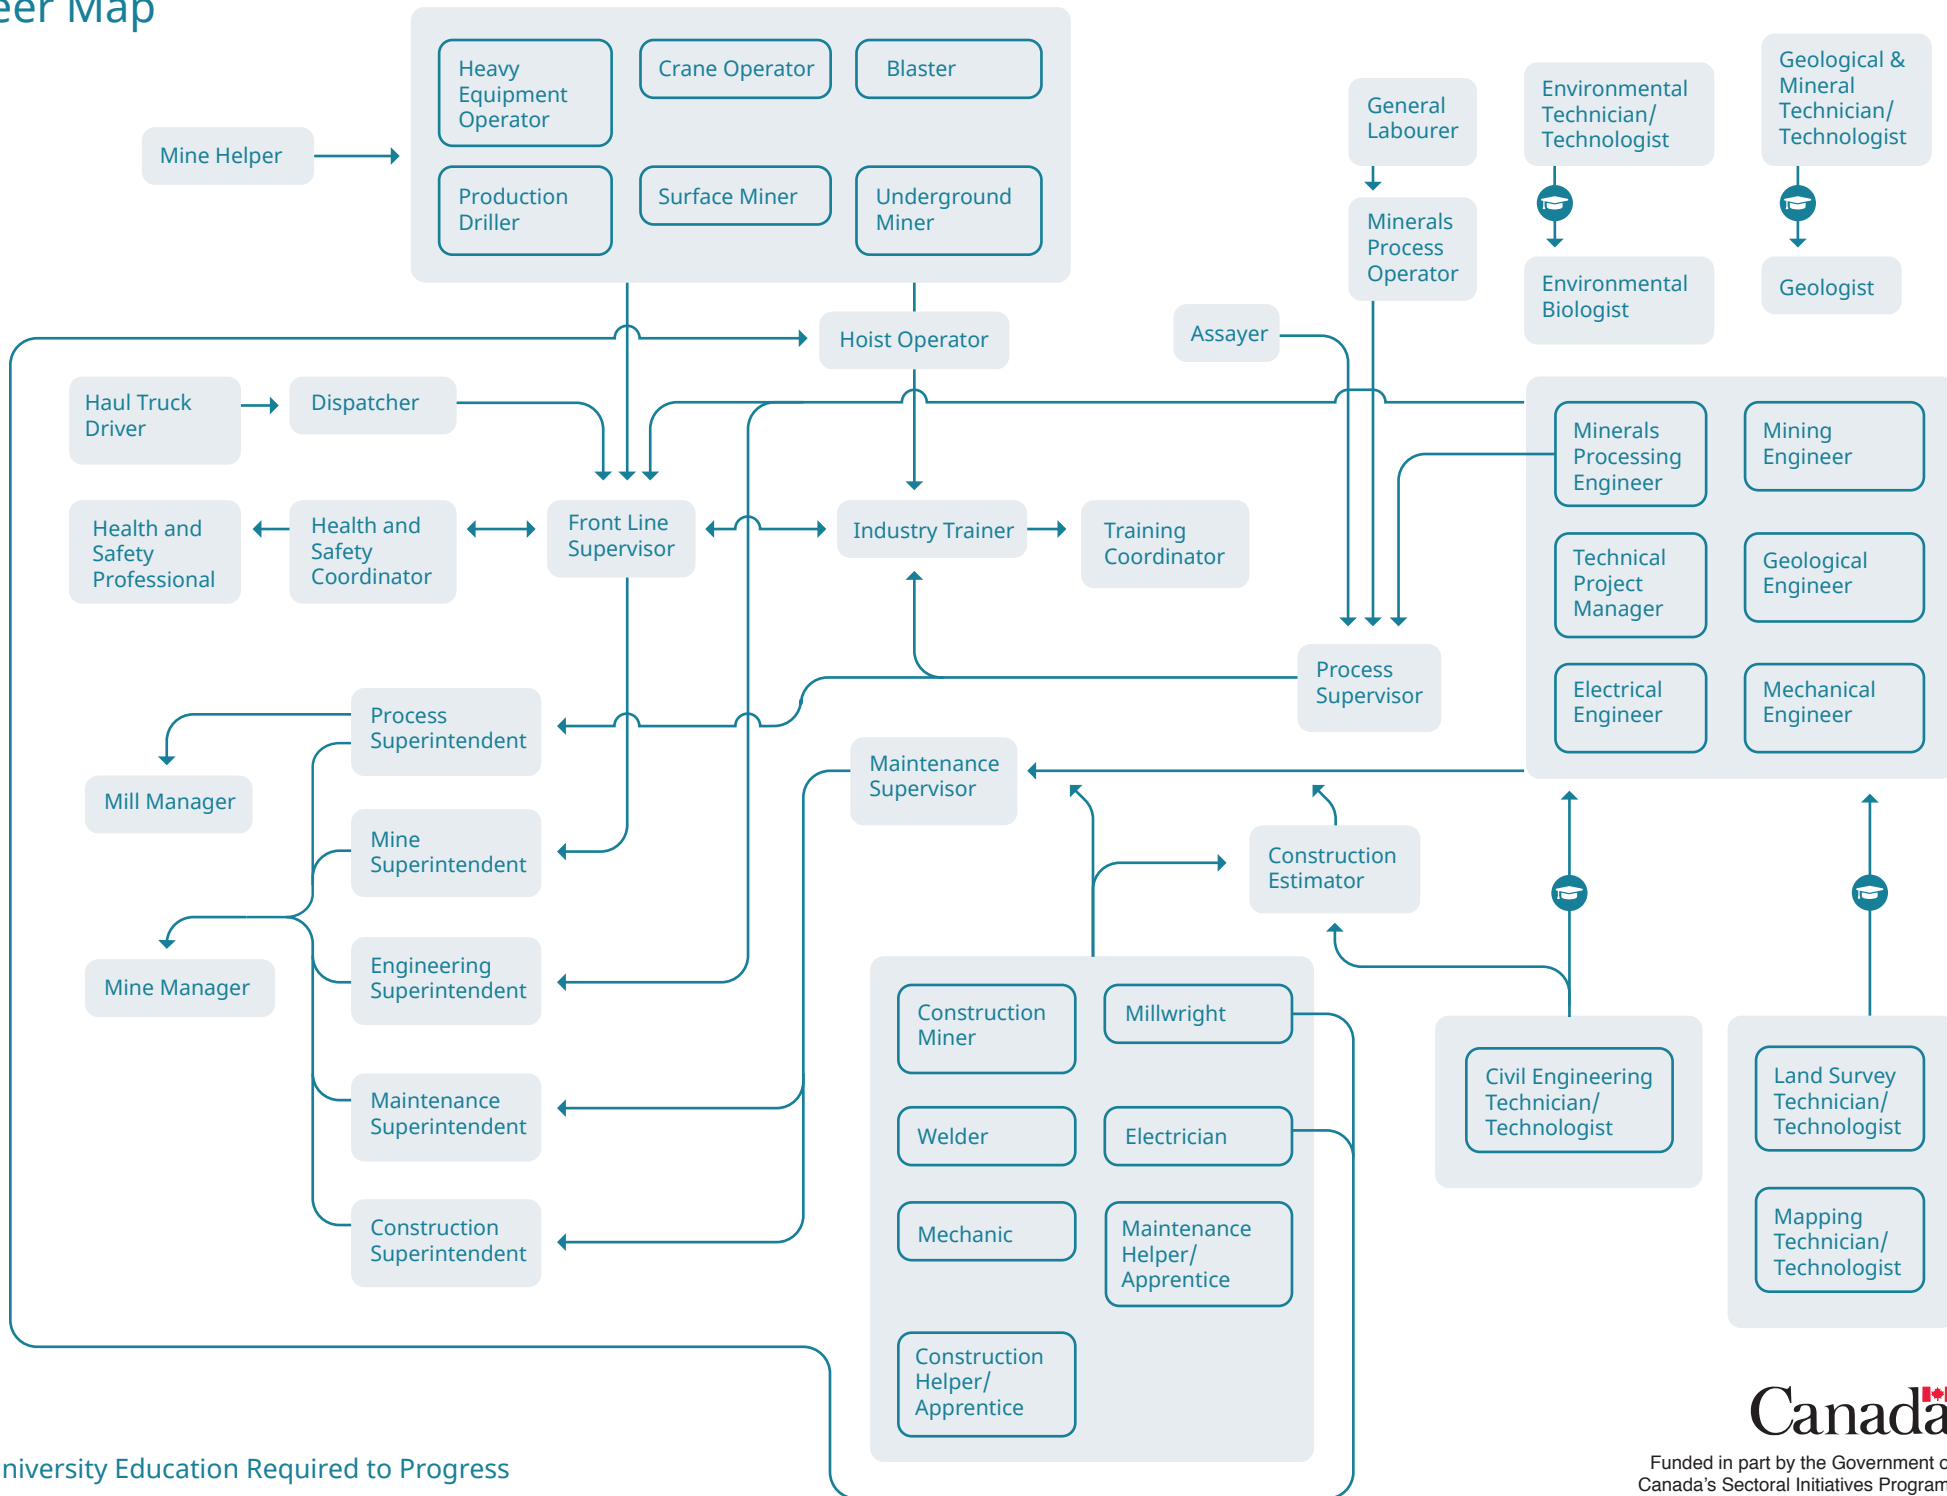 eer Map
Heavy
Equipment
Operator
Crane Operator
Blaster
Production
Driller
Surface Miner
Underground
Miner
Mine Helper
General
Labourer
Environmental
Technician/
Technologist
Geological &
Mineral
Technician/
Technologist
Minerals
Process
Operator
Environmental
Biologist
Geologist
Hoist Operator
Assayer
Haul Truck
Driver
Dispatcher
Minerals
Processing
Engineer
Mining
Engineer
Health and
Safety
Professional
Health and
Safety
Coordinator
Front Line
Supervisor
Industry Trainer
Training
Coordinator
Technical
Project
Manager
Geological
Engineer
Process
Supervisor
Electrical
Engineer
Mechanical
Engineer
Process
Superintendent
Mill Manager
Maintenance
Supervisor
Mine
Superintendent
Construction
Estimator
Engineering
Superintendent
Mine Manager
Construction
Miner
Millwright
Civil Engineering
Technician/
Technologist
Land Survey
Technician/
Technologist
Maintenance
Superintendent
Welder
Electrician
Construction
Superintendent
Mechanic
Maintenance
Helper/
Apprentice
Mapping
Technician/
Technologist
Construction
Helper/
Apprentice
niversity Education Required to Progress
Canada
Funded in part by the Government o
Canada's Sectoral Initiatives Program